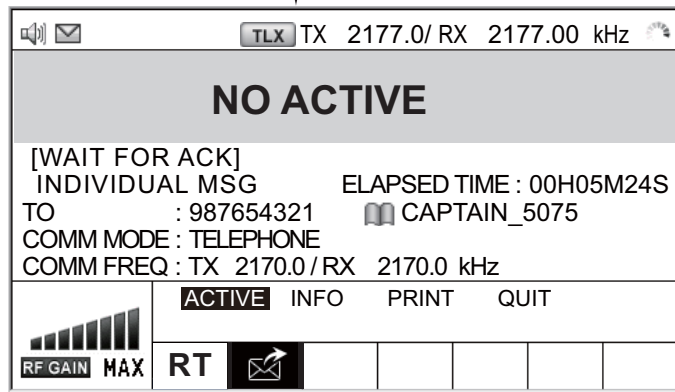 TLX TX 2177.0/ RX 2177.00 kHz
NO ACTIVE
[WAIT FOR ACK]
INDIVIDUAL MSG ELAPSED TIME : 00H05M24S
TO : 987654321 CAPTAIN_5075
COMM MODE : TELEPHONE
COMM FREQ : TX 2170.0 / RX 2170.0 kHz
ACTIVE INFO PRINT QUIT
RF GAIN MAX RT